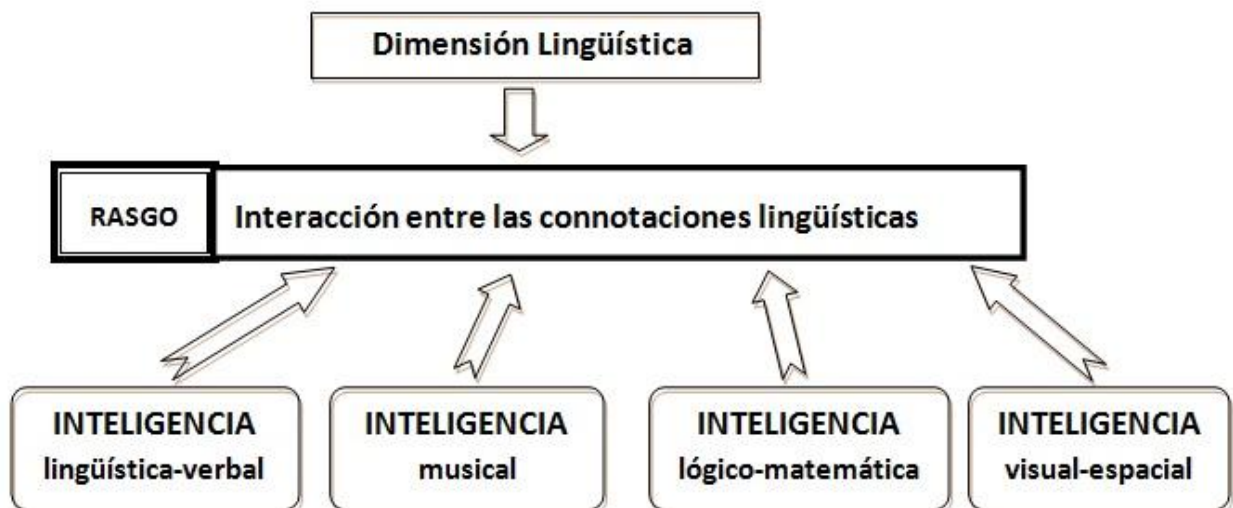 Dimensión Lingüística
RASGO
Interacción entre las connotaciones lingüísticas
INTELIGENCIA
lingüística-verbal
INTELIGENCIA
musical
INTELIGENCIA
lógico-matemática
INTELIGENCIA
visual-espacial